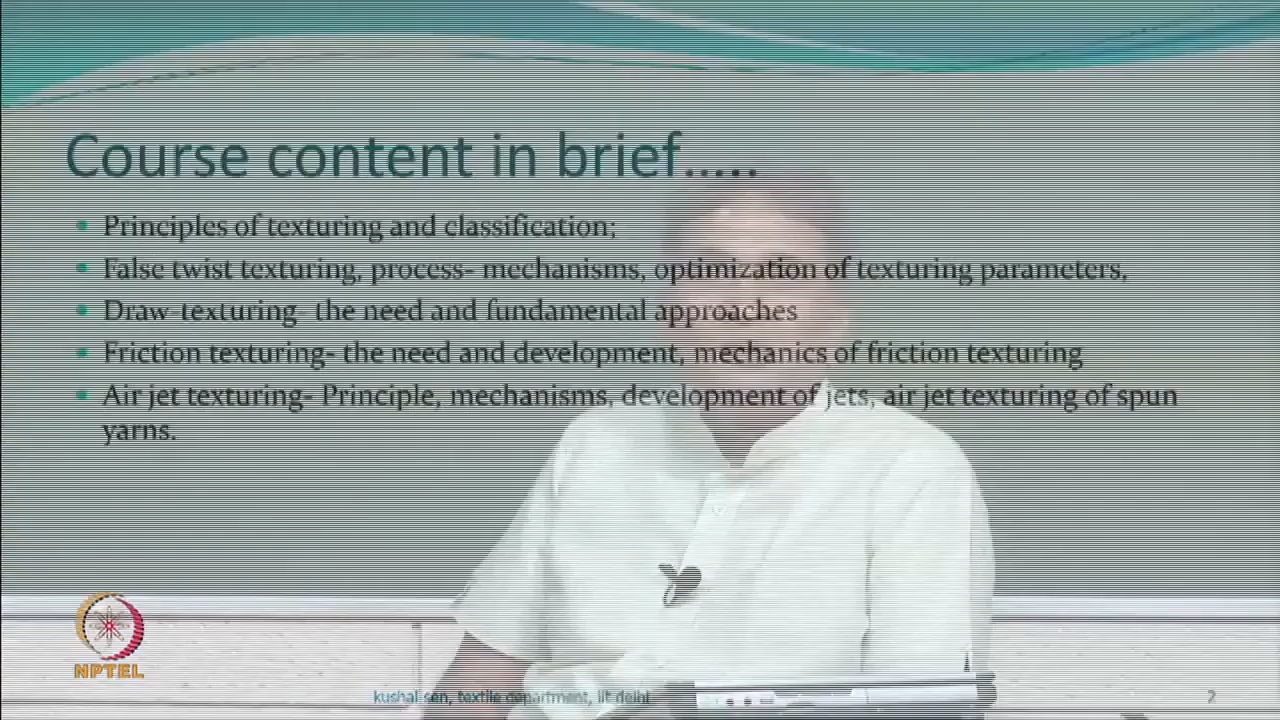 Course content in brief.....
• Principles of texturing and classification;
• False twist texturing, process- mechanisms, optimization of texturing parameters,
• Draw-texturing- the need and fundamental approaches
• Friction texturing- the need and development, mechanics of friction texturing
• Air jet texturing- Principle, mechanisms, development of jets, air jet texturing of spun
yarns.
NPTEL
kushal sen, textile department, iit delhi
2